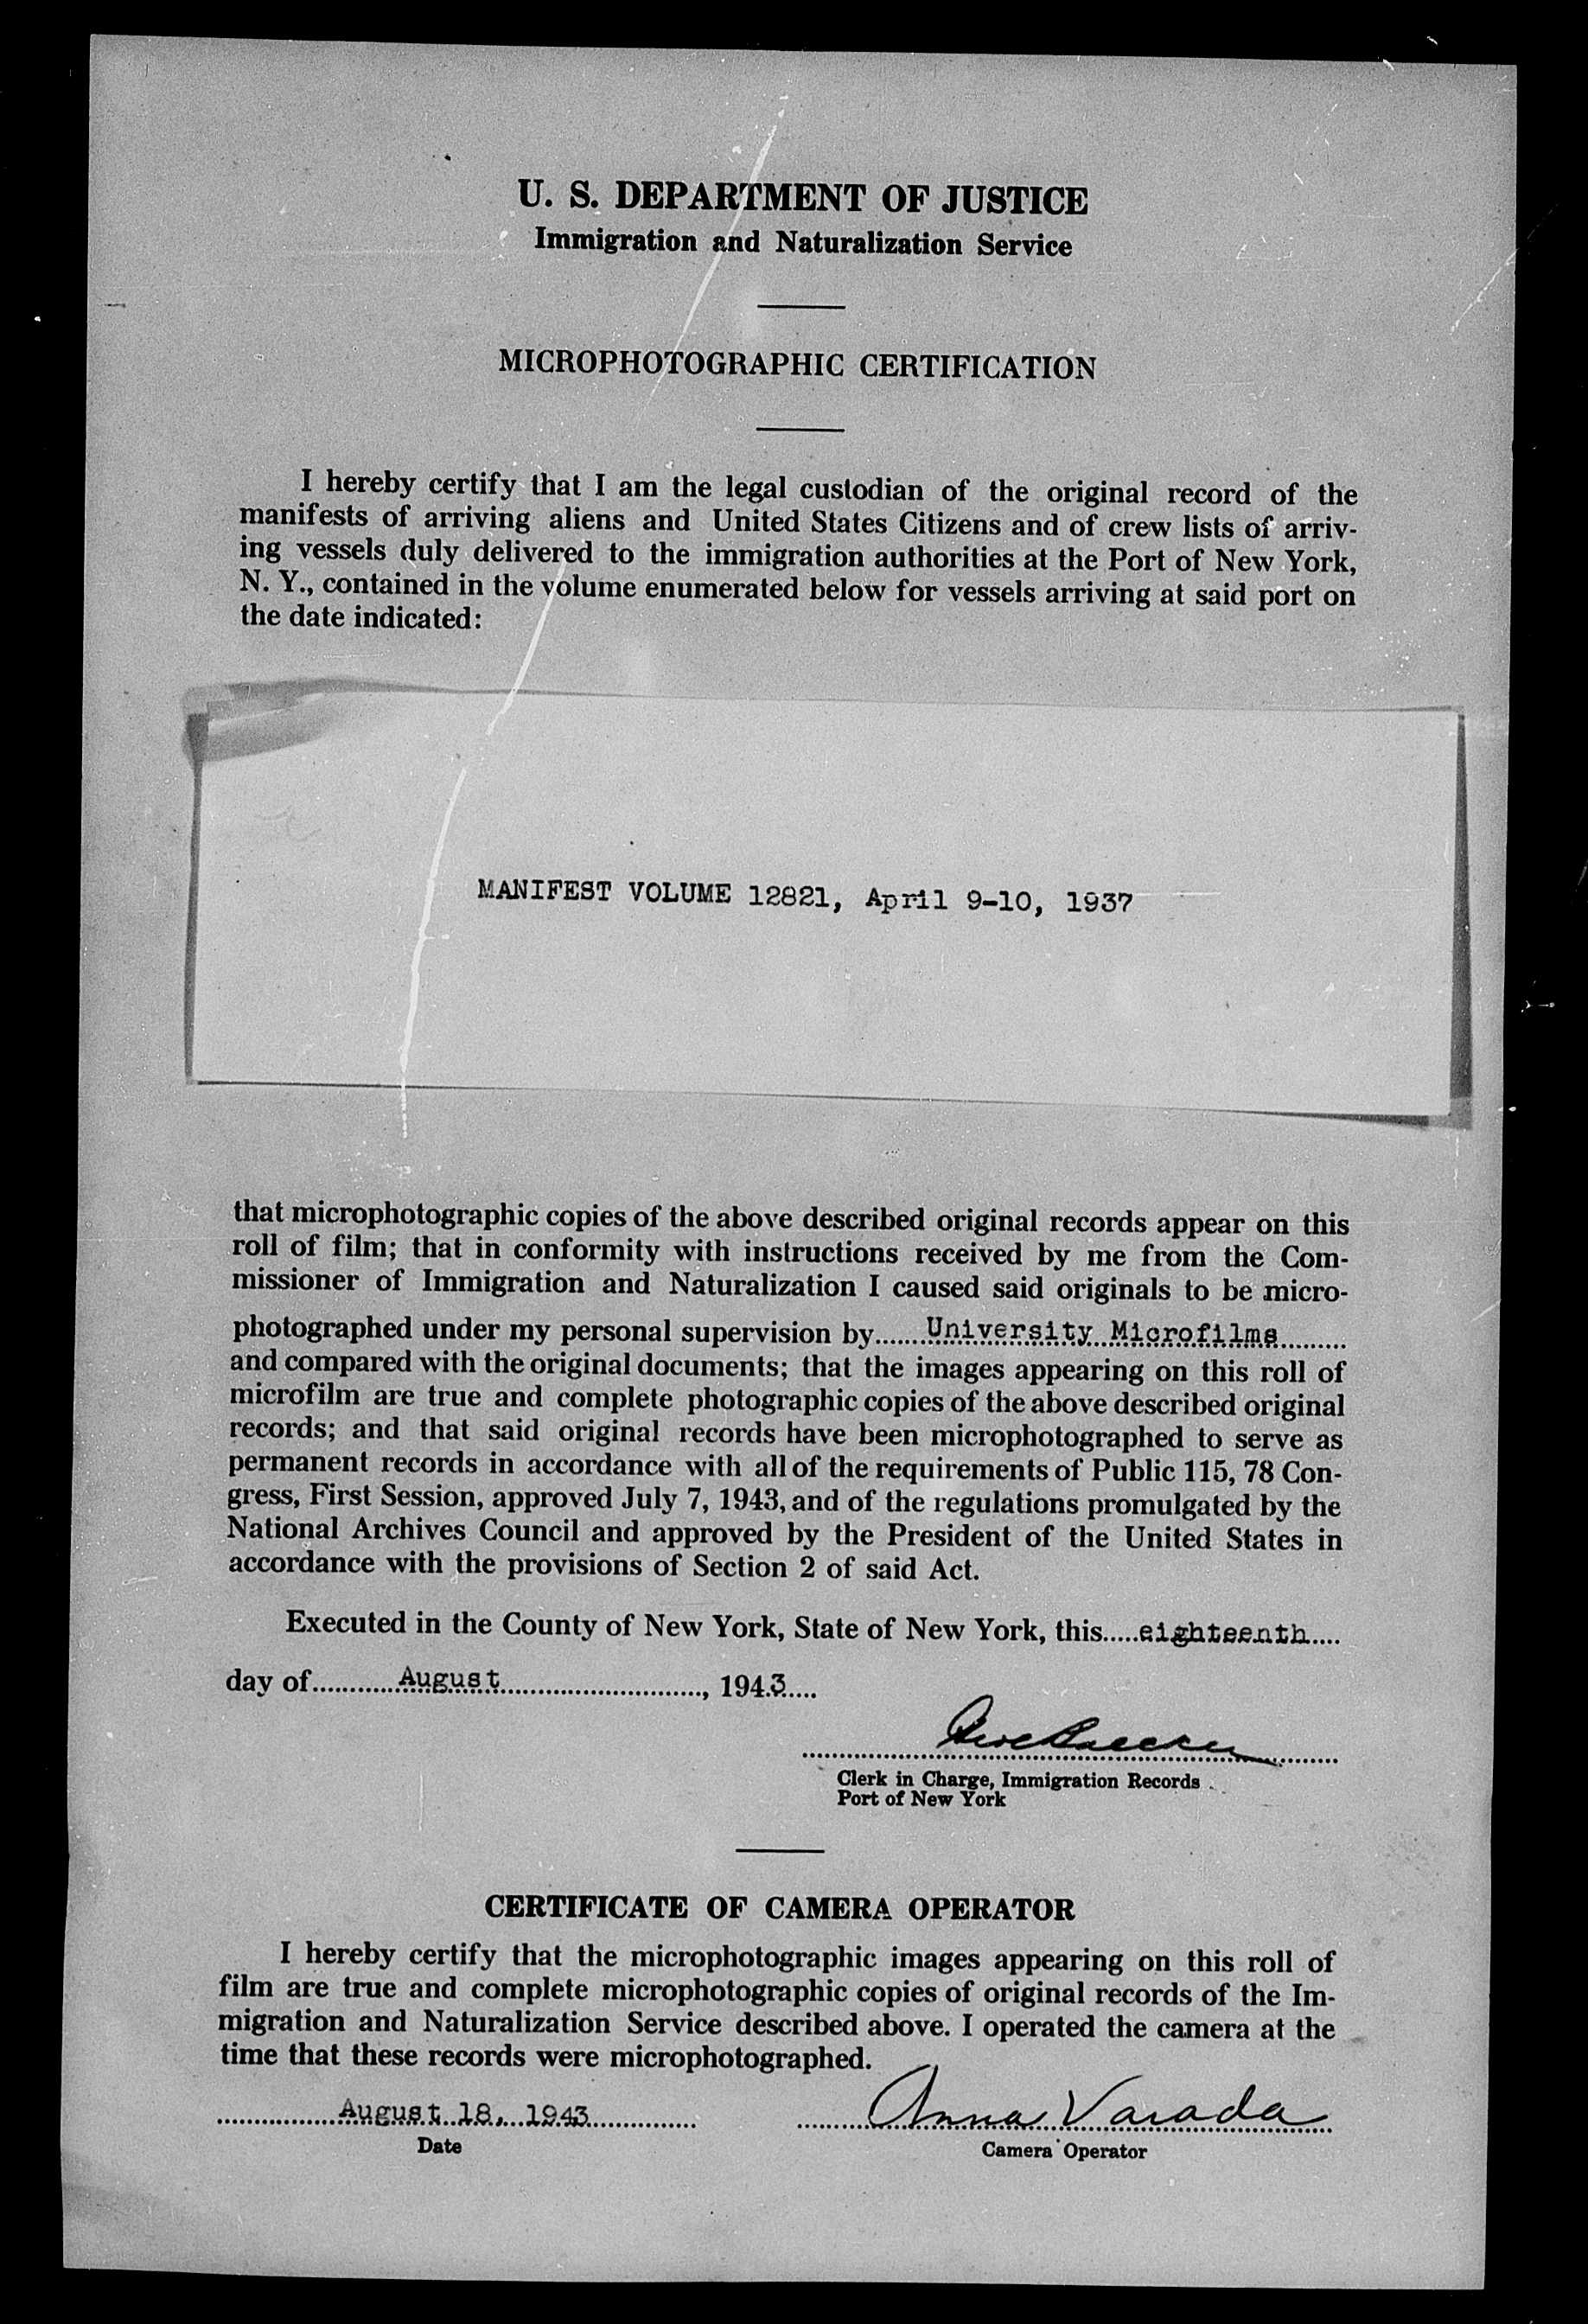 U. S. DEPARTMENT OF JUSTICE
Immigration and Naturalization Service
MICROPHOTOGRAPHIC CERTIFICATION
I hereby certify that I am the legal custodian of the original record of the
manifests of arriving aliens and United States Citizens and of crew lists of arriv-
ing vessels duly delivered to the immigration authorities at the Port of New York,
N. Y., contained in the volume enumerated below for vessels arriving at said port on
the date indicated:
MANIFEST VOLUME 12821, April 9-10, 1937
that microphotographic copies of the above described original records appear on this
roll of film; that in conformity with instructions received by me from the Com-
missioner of Immigration and Naturalization I caused said originals to be micro-
photographed under my personal supervision by.......University Microfilms..........
and compared with the original documents; that the images appearing on this roll of
microfilm are true and complete photographic copies of the above described original
records; and that said original records have been microphotographed to serve as
permanent records in accordance with all of the requirements of Public 115, 78 Con-
gress, First Session, approved July 7, 1943, and of the regulations promulgated by the
National Archives Council and approved by the President of the United States in
accordance with the provisions of Section 2 of said Act.
Executed in the County of New York, State of New York, this.....eighteenth....
day of............August............................, 194.3.....
Clerk in Charge, Immigration Records
Port of New York
CERTIFICATE OF CAMERA OPERATOR
I hereby certify that the microphotographic images appearing on this roll of
film are true and complete microphotographic copies of original records of the Im-
migration and Naturalization Service described above. I operated the camera at the
time that these records were microphotographed.
August 18, 1943 Anna Varada
Date Camera Operator